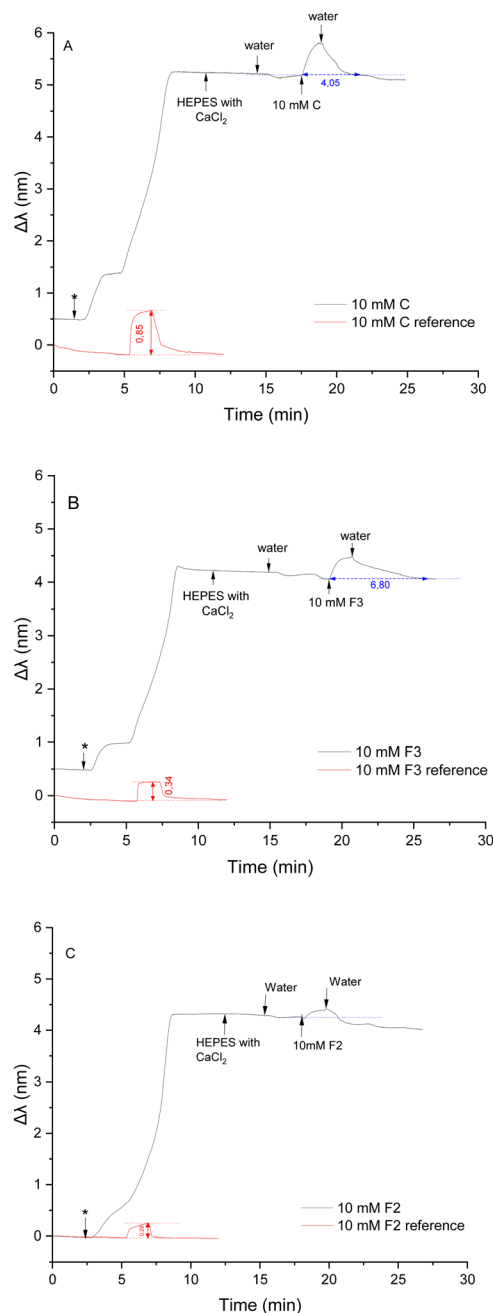 A
6
5
4
3
2
1
0
Δλ (nm)
*
HEPES with
CaCl₂
water
10 mM C
water
4,05
0,85
10 mM C
10 mM C reference
0 5 10 15 20 25 30
Time (min)
B
6
5
4
3
2
1
0
Δλ (nm)
*
HEPES with
CaCl₂
water
10 mM F3
water
6,80
0,34
10 mM F3
10 mM F3 reference
0 5 10 15 20 25 30
Time (min)
C
6
5
4
3
2
1
0
Δλ (nm)
*
HEPES with
CaCl₂
Water
10mM F2
Water
10 mM F2
10 mM F2 reference
0 5 10 15 20 25 30
Time (min)